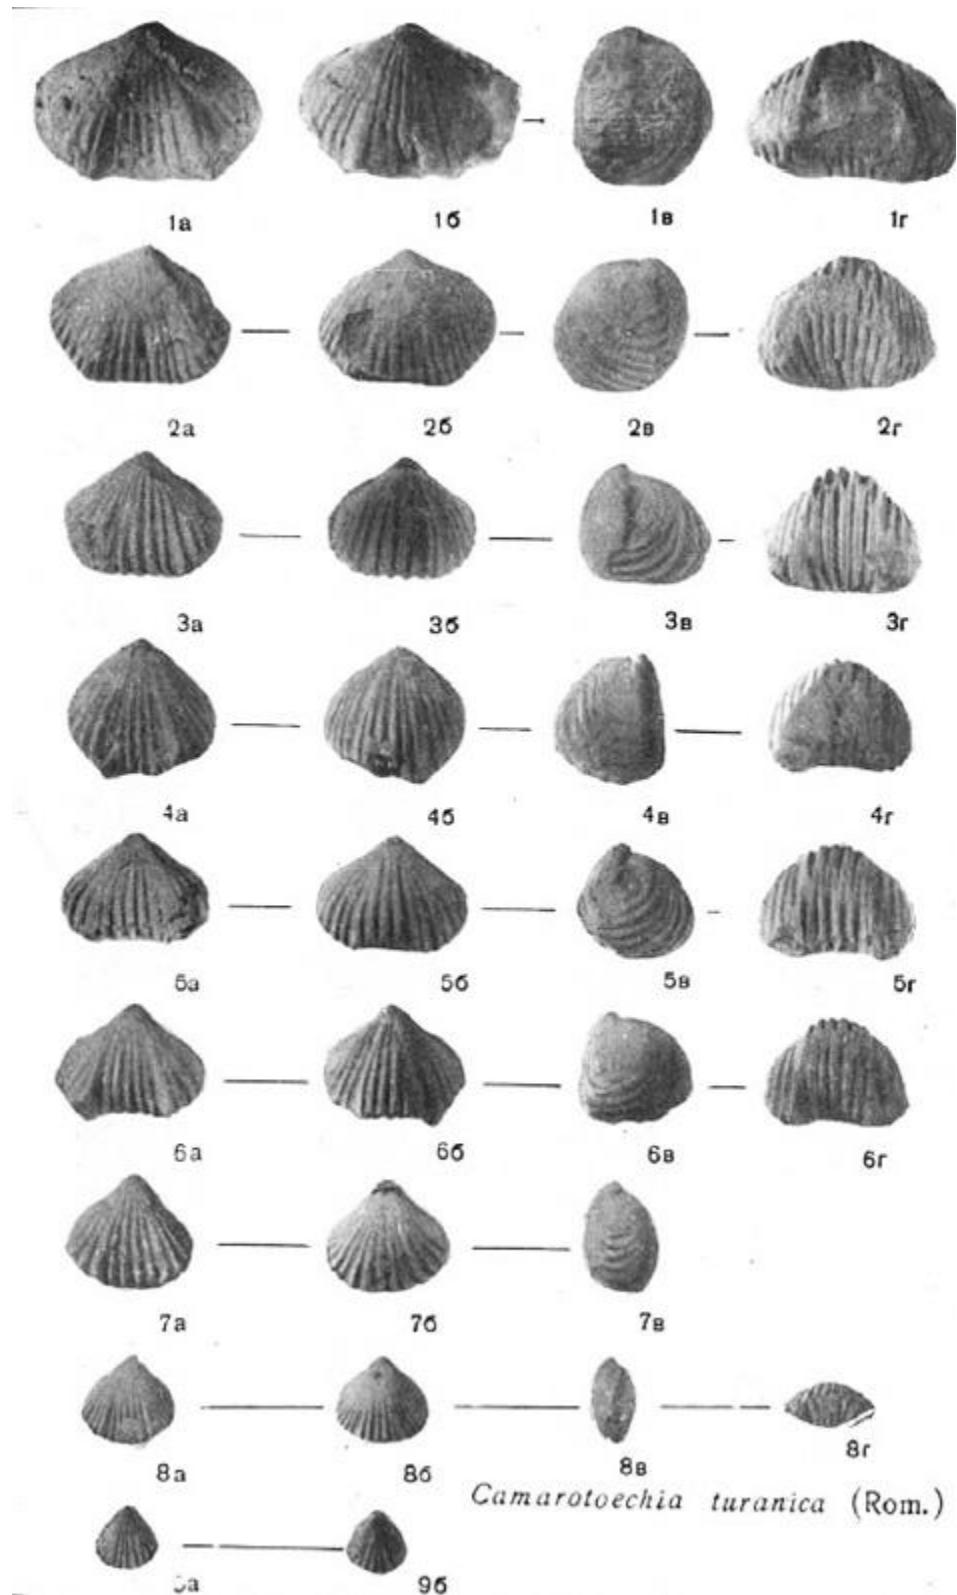 1а 1б 1в 1г
2а 2б 2в 2г
3а 3б 3в 3г
4а 4б 4в 4г
5а 5б 5в 5г
6а 6б 6в 6г
7а 7б 7в
8а 8б 8в 8г
Camarotoechia turanica (Rom.)
9б